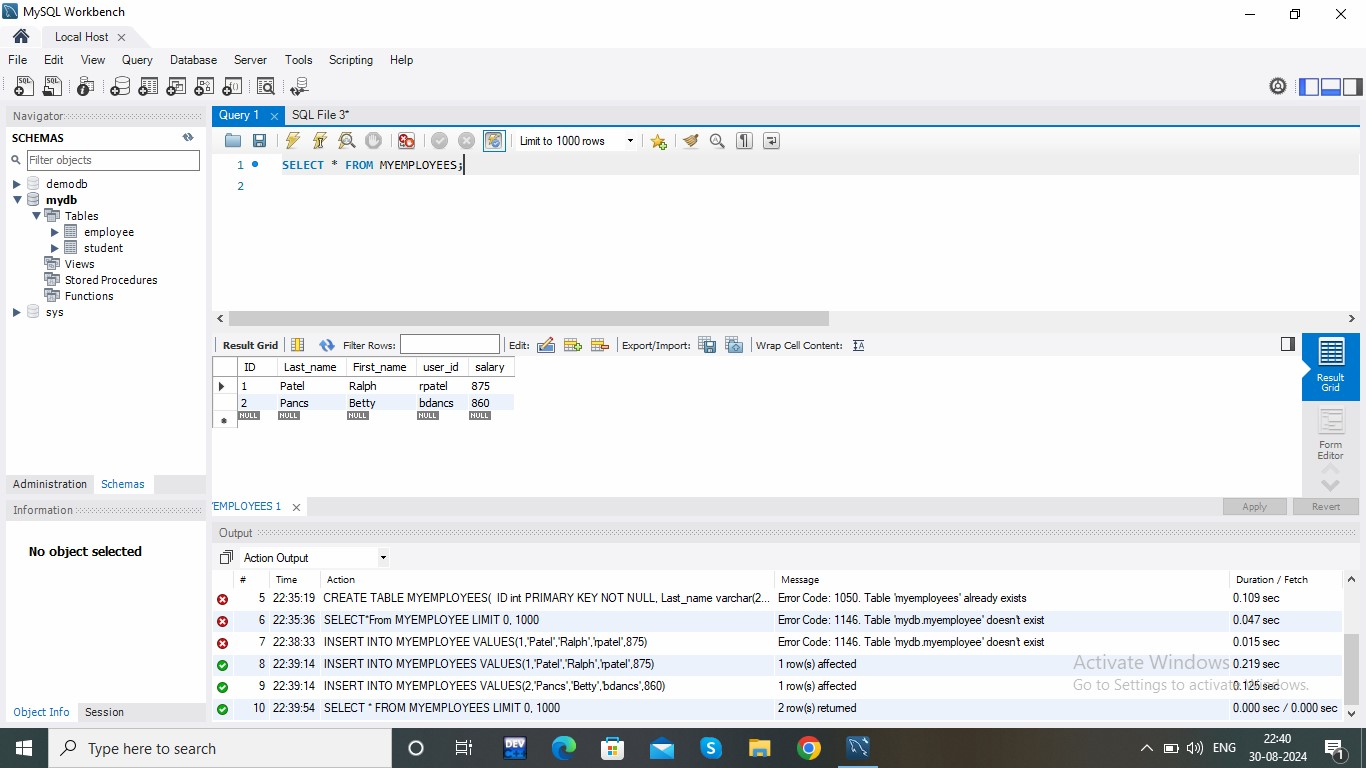 MySQL Workbench
Local Host
File Edit View Query Database Server Tools Scripting Help
Navigator
SCHEMAS
Filter objects
demodb
mydb
Tables
employee
student
Views
Stored Procedures
Functions
sys
Administration Schemas
Information
No object selected
Object Info Session
Query 1 SQL File 3*
Limit to 1000 rows
1 SELECT * FROM MYEMPLOYEES;
2
Result Grid Filter Rows: Edit: Export/Import: Wrap Cell Content: IA
ID Last_name First_name user_id salary
1 Patel Ralph rpatel 875
2 Pancs Betty bdancs 860
NULL NULL NULL NULL NULL
Result Grid
Form Editor
EMPLOYEES 1
Apply Revert
Output
Action Output
# Time Action Message Duration / Fetch
5 22:35:19 CREATE TABLE MYEMPLOYEES( ID int PRIMARY KEY NOT NULL, Last_name varchar(2... Error Code: 1050. Table 'myemployees' already exists 0.109 sec
6 22:35:36 SELECT*From MYEMPLOYEE LIMIT 0, 1000 Error Code: 1146. Table 'mydb.myemployee' doesn't exist 0.047 sec
7 22:38:33 INSERT INTO MYEMPLOYEE VALUES(1,'Patel','Ralph','rpatel',875) Error Code: 1146. Table 'mydb.myemployee' doesn't exist 0.015 sec
8 22:39:14 INSERT INTO MYEMPLOYEES VALUES(1,'Patel','Ralph','rpatel',875) 1 row(s) affected 0.219 sec
9 22:39:14 INSERT INTO MYEMPLOYEES VALUES(2,'Pancs','Betty','bdancs',860) 1 row(s) affected 0.125 sec
10 22:39:54 SELECT * FROM MYEMPLOYEES LIMIT 0, 1000 2 row(s) returned 0.000 sec / 0.000 sec
Activate Windows
Go to Settings to activate Windows.
Type here to search
DEV
ENG
22:40
30-08-2024
1